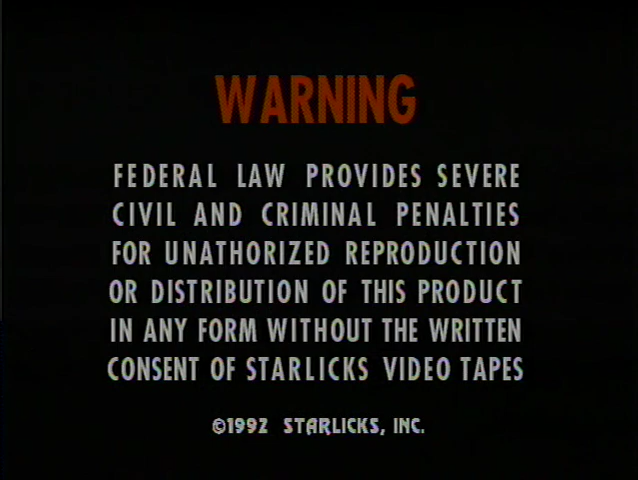 WARNING
FEDERAL LAW PROVIDES SEVERE
CIVIL AND CRIMINAL PENALTIES
FOR UNATHORIZED REPRODUCTION
OR DISTRIBUTION OF THIS PRODUCT
IN ANY FORM WITHOUT THE WRITTEN
CONSENT OF STARLICKS VIDEO TAPES
©1992 STARLICKS, INC.